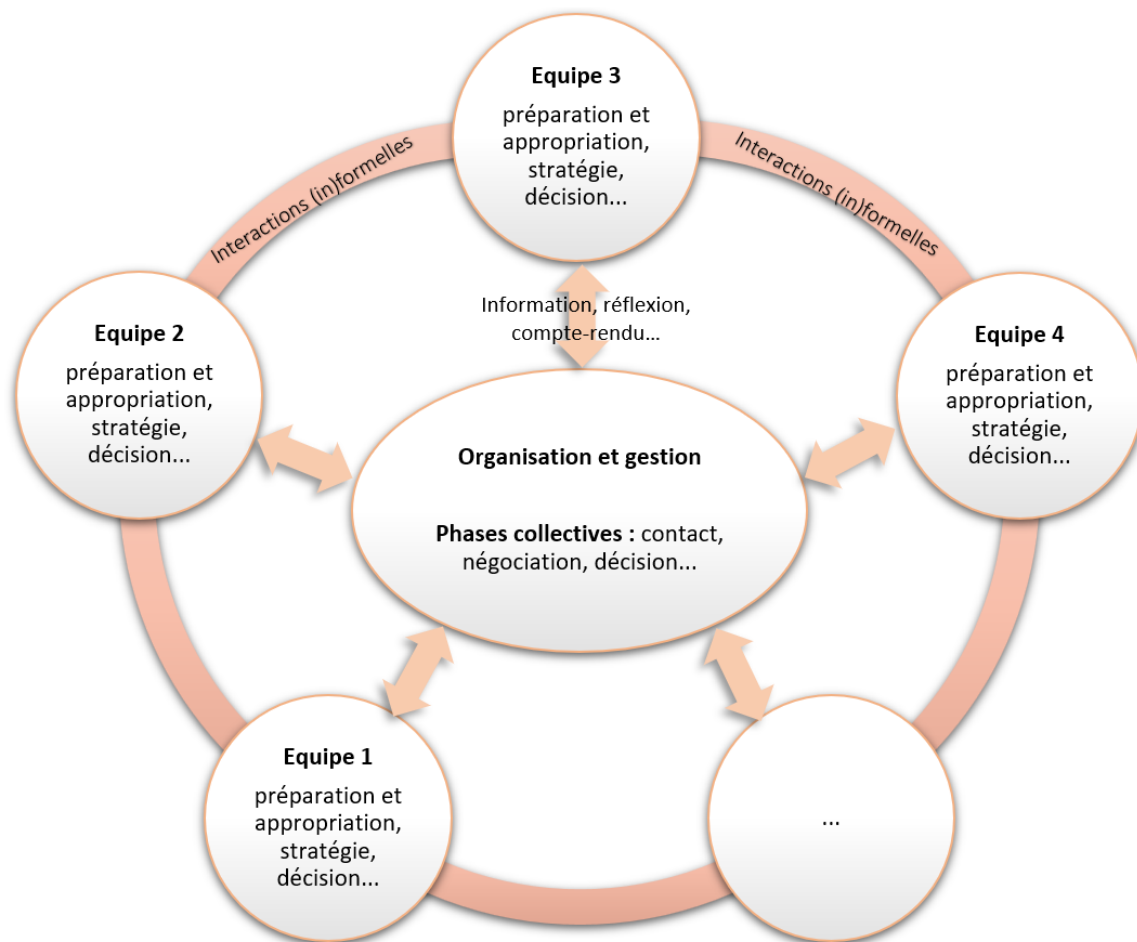 Equipe 3
préparation et
appropriation,
stratégie,
décision...
Interactions (in)formelles
Interactions (in)formelles
Equipe 2
préparation et
appropriation,
stratégie,
décision...
Information, réflexion,
compte-rendu...
Equipe 4
préparation et
appropriation,
stratégie,
décision...
Organisation et gestion
Phases collectives : contact,
négociation, décision...
Equipe 1
préparation et
appropriation,
stratégie,
décision...
...